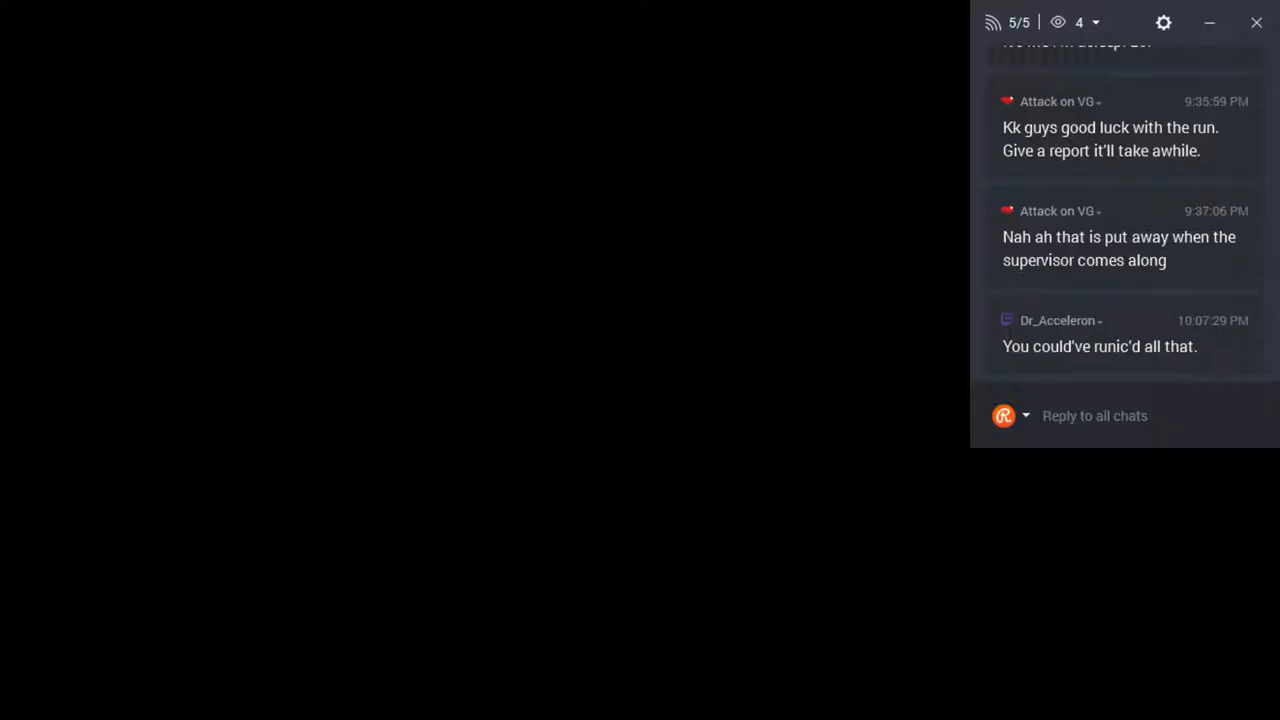 5/5
4
Attack on VG
9:35:59 PM
Kk guys good luck with the run.
Give a report it'll take awhile.
Attack on VG
9:37:06 PM
Nah ah that is put away when the
supervisor comes along
Dr_Acceleron
10:07:29 PM
You could've runic'd all that.
Reply to all chats